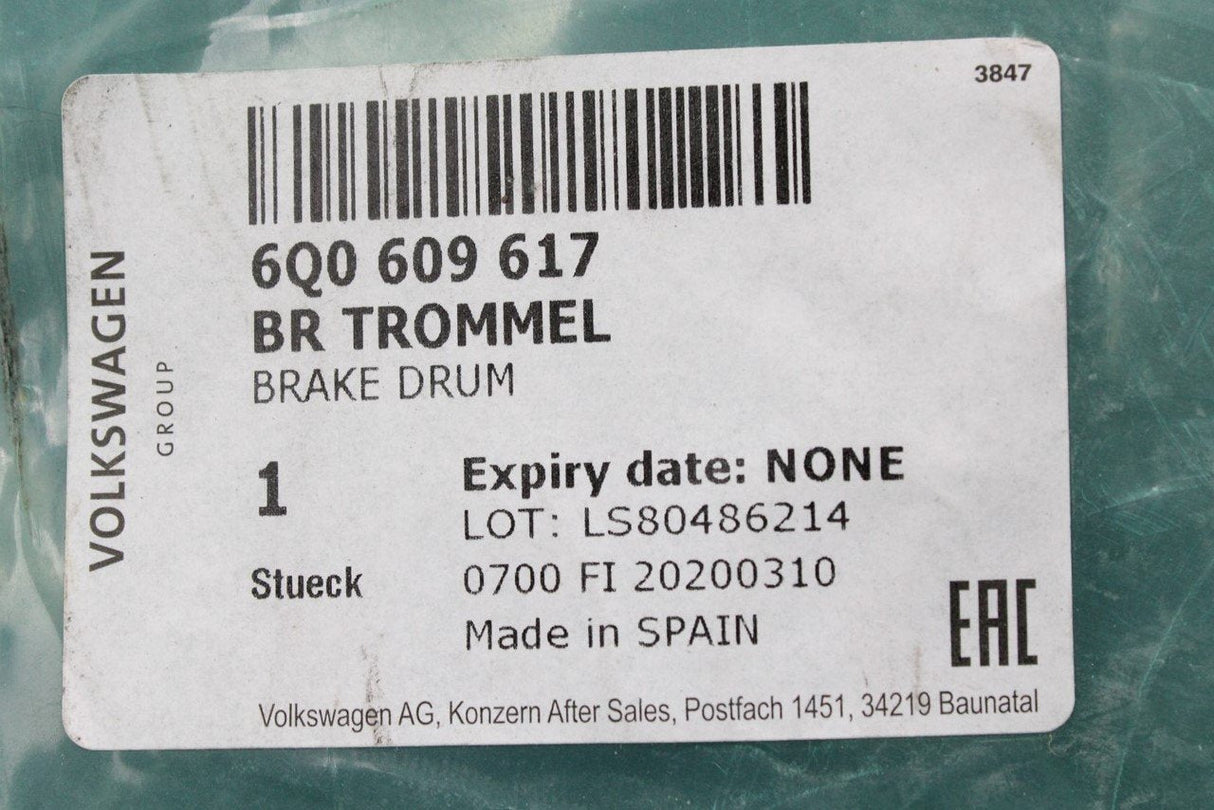 3847
VOLKSWAGEN
GROUP
6Q0 609 617
BR TROMMEL
BRAKE DRUM
1
Expiry date: NONE
LOT: LS80486214
Stueck
0700 FI 20200310
Made in SPAIN
EAC
Volkswagen AG, Konzern After Sales, Postfach 1451, 34219 Baunatal